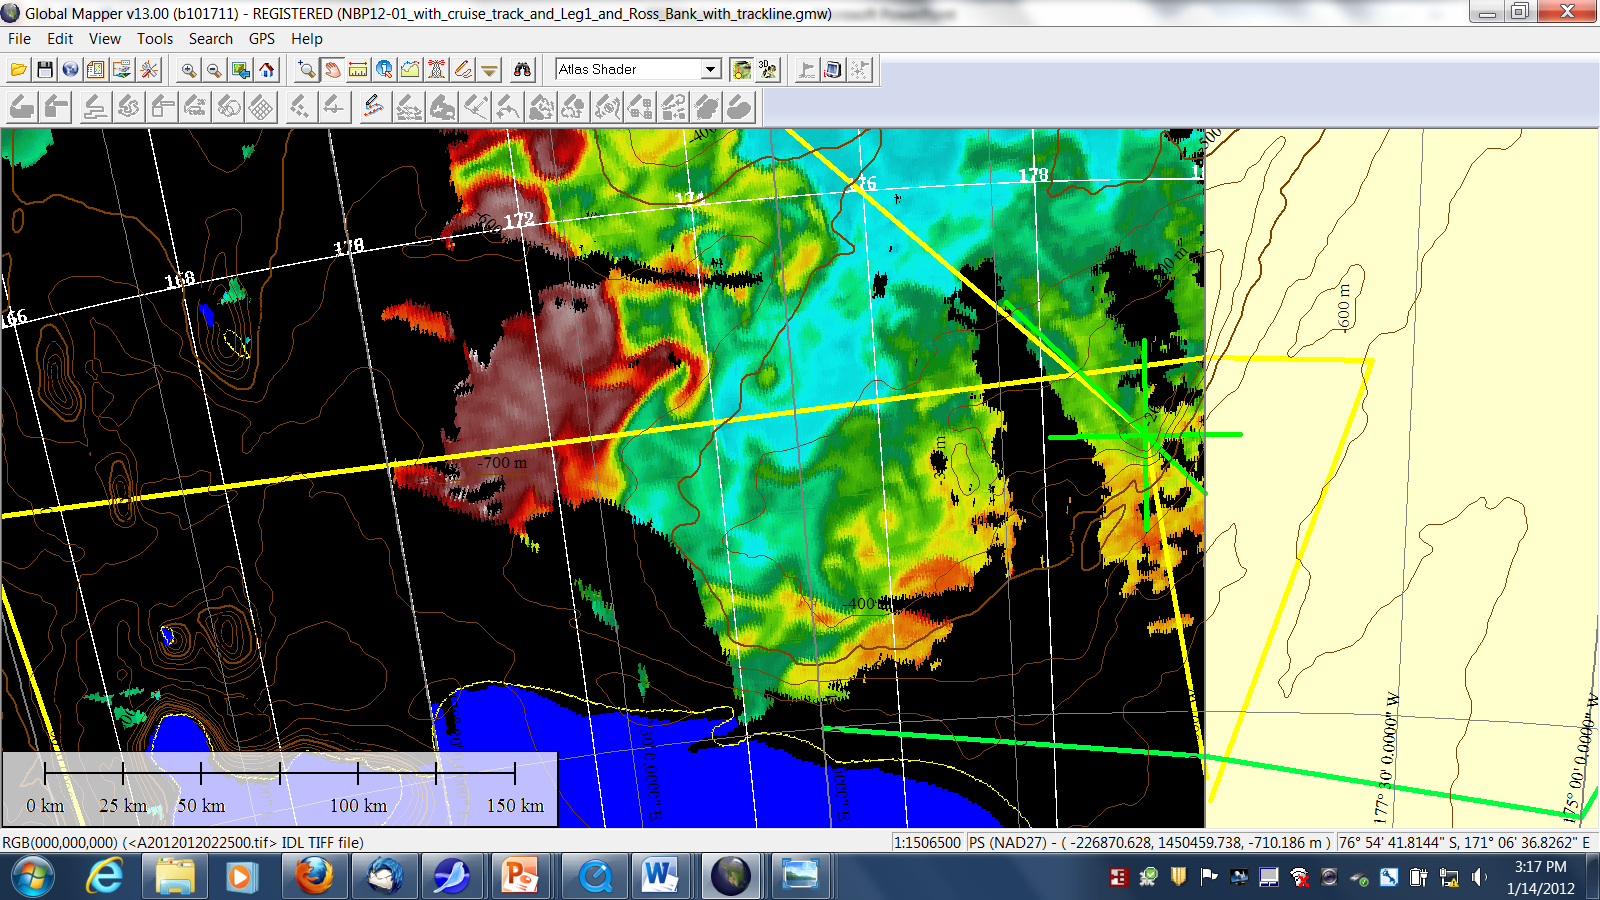 Global Mapper v13.00 (b101711) - REGISTERED (NBP12-01_with_cruise_track_and_Leg1_and_Ross_Bank_with_trackline.gmw)
File Edit View Tools Search GPS Help
Atlas Shader
3D
-400
500
178
176
174
172
170
168
166
-600 m
-700 m
-400 m
177° 30' 0.0000" W
175° 00' 0.0000" W
0 km 25 km 50 km 100 km 150 km
RGB(000,000,000) (<A2012012022500.tif> IDL TIFF file)
1:1506500 PS (NAD27) - ( -226870.628, 1450459.738, -710.186 m ) 76° 54' 41.8144" S, 171° 06' 36.8262" E
3:17 PM
1/14/2012